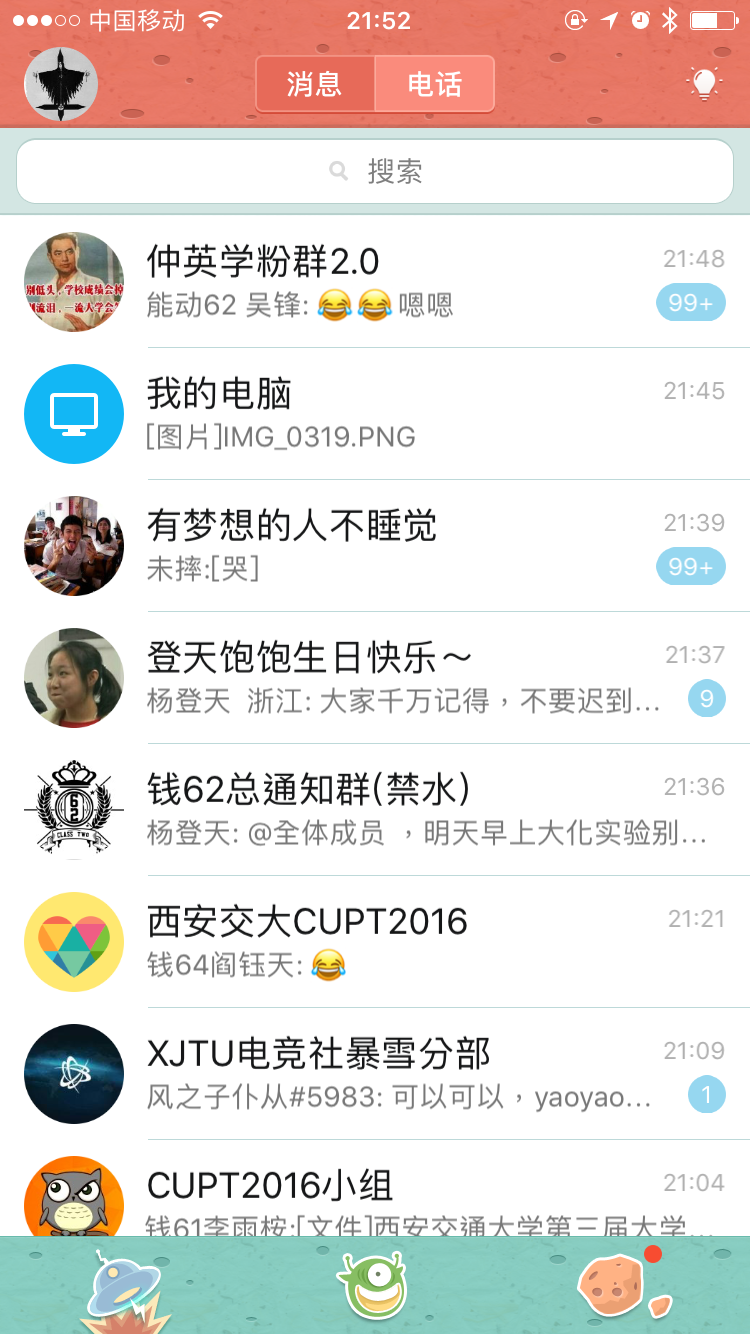 中国移动
21:52
消息
电话
搜索
仲英学粉群2.0
21:48
能动62 吴锋: 😂😂嗯嗯
99+
我的电脑
21:45
[图片]IMG_0319.PNG
有梦想的人不睡觉
21:39
未摔:[哭]
99+
登天饱饱生日快乐～
21:37
杨登天 浙江: 大家千万记得，不要迟到...
9
钱62总通知群(禁水)
21:36
杨登天: @全体成员 ，明天早上大化实验别...
62
CLASS TWO
西安交大CUPT2016
21:21
钱64阎钰天: 😂
XJTU电竞社暴雪分部
21:09
风之子仆从#5983: 可以可以，yaoyao...
1
CUPT2016小组
21:04
钱61李雨桉:[文件]西安交通大学第三届大学...